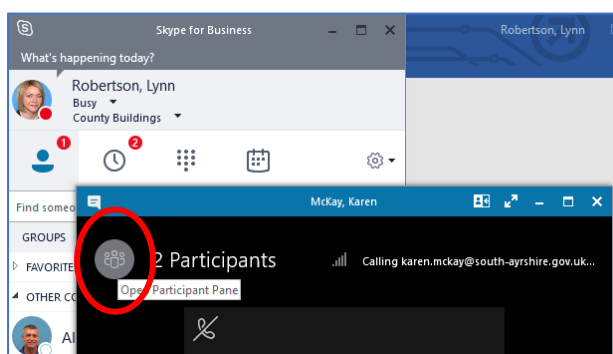 Skype for Business
Robertson, Lynn
What's happening today?
Robertson, Lynn
Busy
County Buildings
1
2
Find someo
McKay, Karen
GROUPS
2 Participants
Calling karen.mckay@south-ayrshire.gov.uk...
FAVORITE
Open Participant Pane
OTHER CO
Al